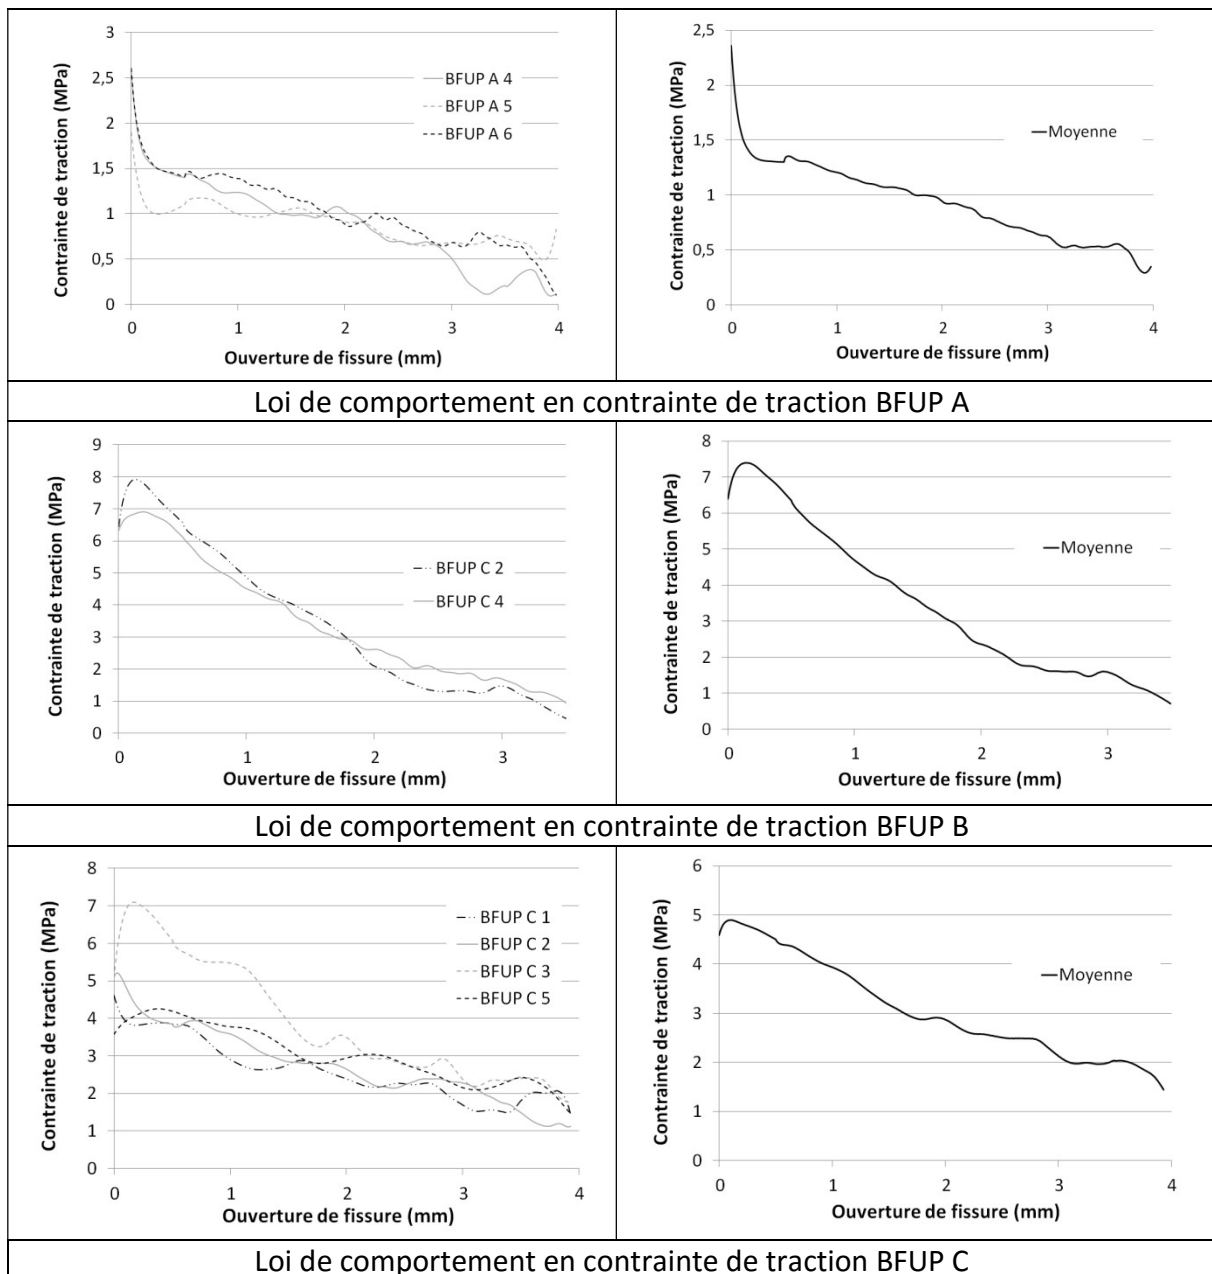 3
2,5
2
1,5
1
0,5
0
Contrainte de traction (MPa)
BFUP A 4
BFUP A 5
BFUP A 6
0 1 2 3 4
Ouverture de fissure (mm)
2,5
2
1,5
1
0,5
0
Contrainte de traction (MPa)
Moyenne
0 1 2 3 4
Ouverture de fissure (mm)
Loi de comportement en contrainte de traction BFUP A
9
8
7
6
5
4
3
2
1
0
Contrainte de traction (MPa)
BFUP C 2
BFUP C 4
0 1 2 3
Ouverture de fissure (mm)
8
7
6
5
4
3
2
1
0
Contrainte de traction (MPa)
Moyenne
0 1 2 3
Ouverture de fissure (mm)
Loi de comportement en contrainte de traction BFUP B
8
7
6
5
4
3
2
1
0
Contrainte de traction (MPa)
BFUP C 1
BFUP C 2
BFUP C 3
BFUP C 5
0 1 2 3 4
Ouverture de fissure (mm)
6
5
4
3
2
1
0
Contrainte de traction (MPa)
Moyenne
0 1 2 3 4
Ouverture de fissure (mm)
Loi de comportement en contrainte de traction BFUP C